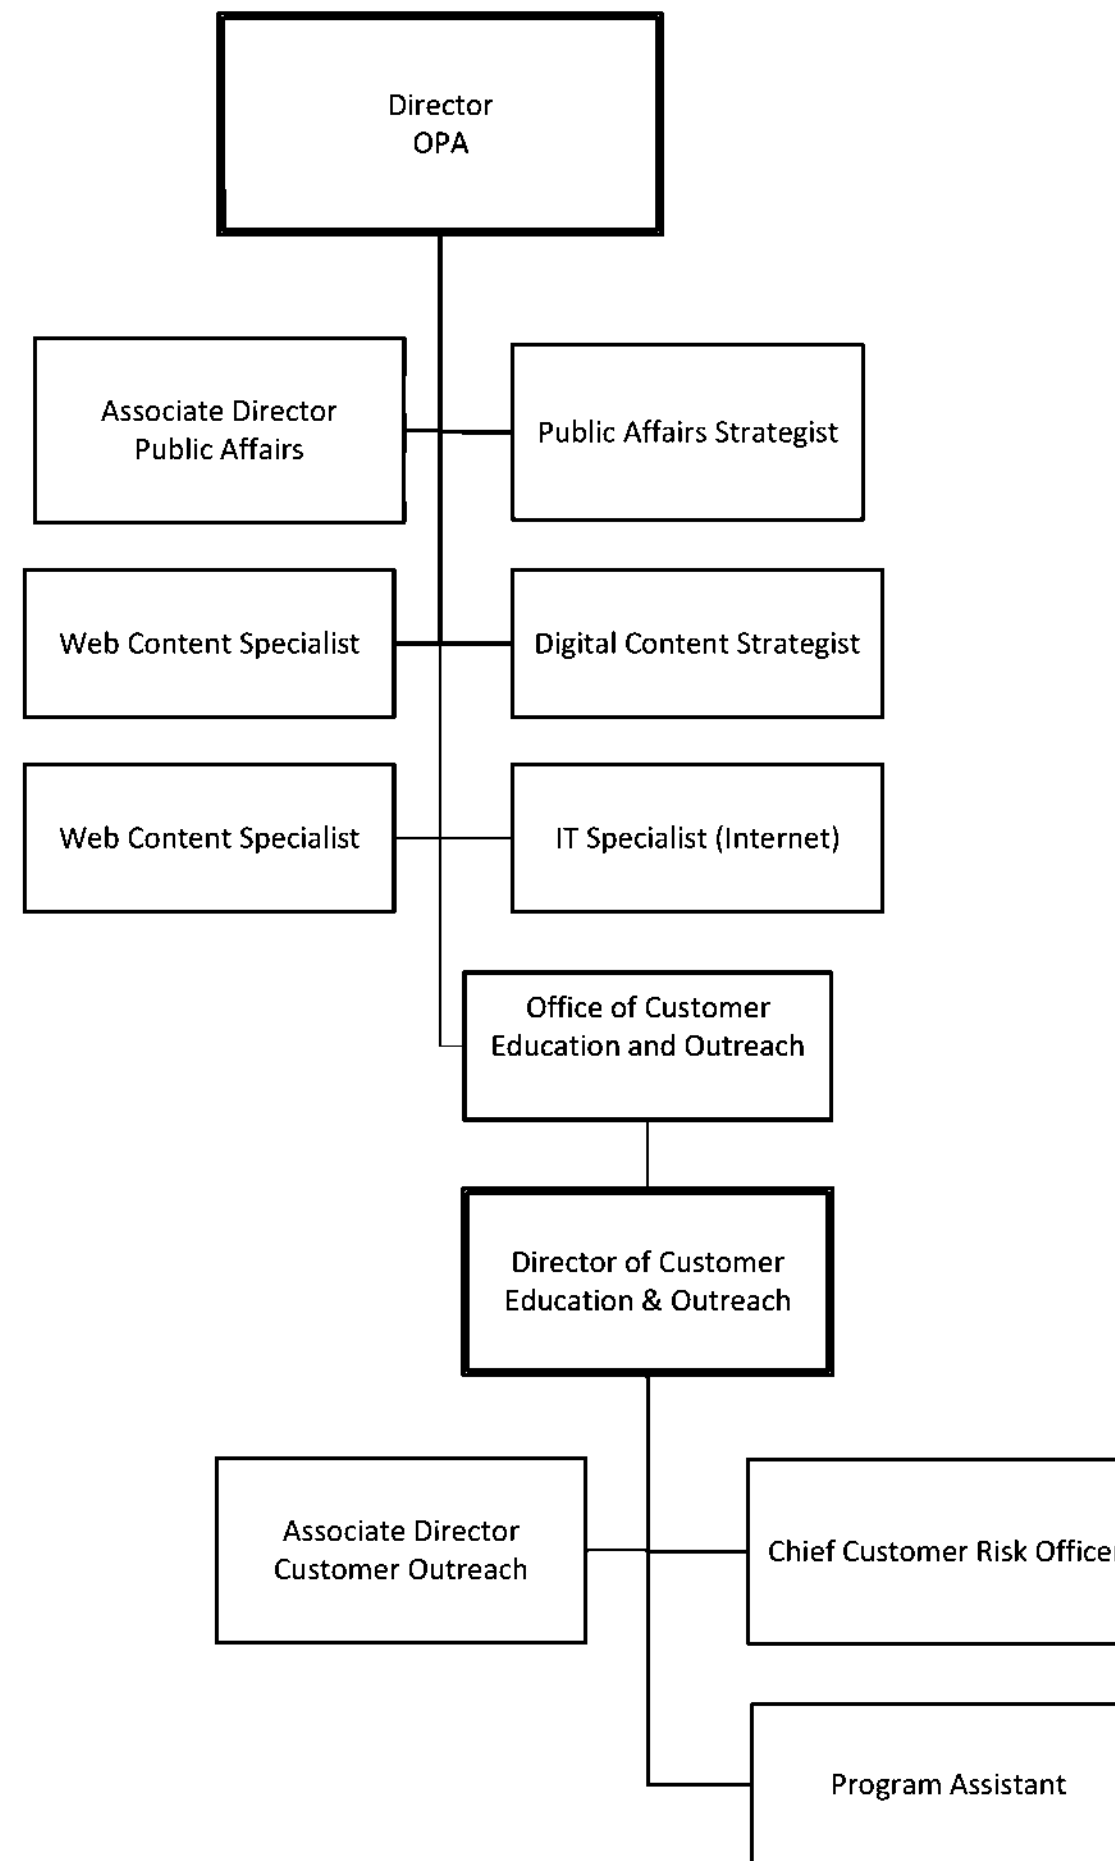 Director
OPA
Associate Director
Public Affairs
Public Affairs Strategist
Web Content Specialist
Digital Content Strategist
Web Content Specialist
IT Specialist (Internet)
Office of Customer
Education and Outreach
Director of Customer
Education & Outreach
Associate Director
Customer Outreach
Chief Customer Risk Officer
Program Assistant